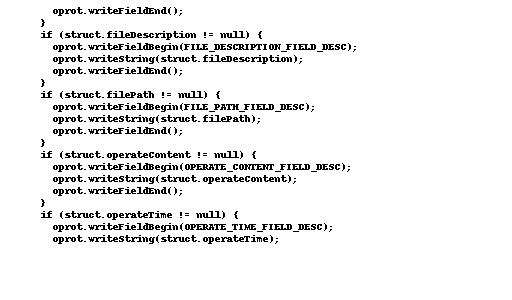 oprot.writeFieldEnd();
}
if (struct.fileDescription != null) {
oprot.writeFieldBegin(FILE_DESCRIPTION_FIELD_DESC);
oprot.writeString(struct.fileDescription);
oprot.writeFieldEnd();
}
if (struct.filePath != null) {
oprot.writeFieldBegin(FILE_PATH_FIELD_DESC);
oprot.writeString(struct.filePath);
oprot.writeFieldEnd();
}
if (struct.operateContent != null) {
oprot.writeFieldBegin(OPERATE_CONTENT_FIELD_DESC);
oprot.writeString(struct.operateContent);
oprot.writeFieldEnd();
}
if (struct.operateTime != null) {
oprot.writeFieldBegin(OPERATE_TIME_FIELD_DESC);
oprot.writeString(struct.operateTime);